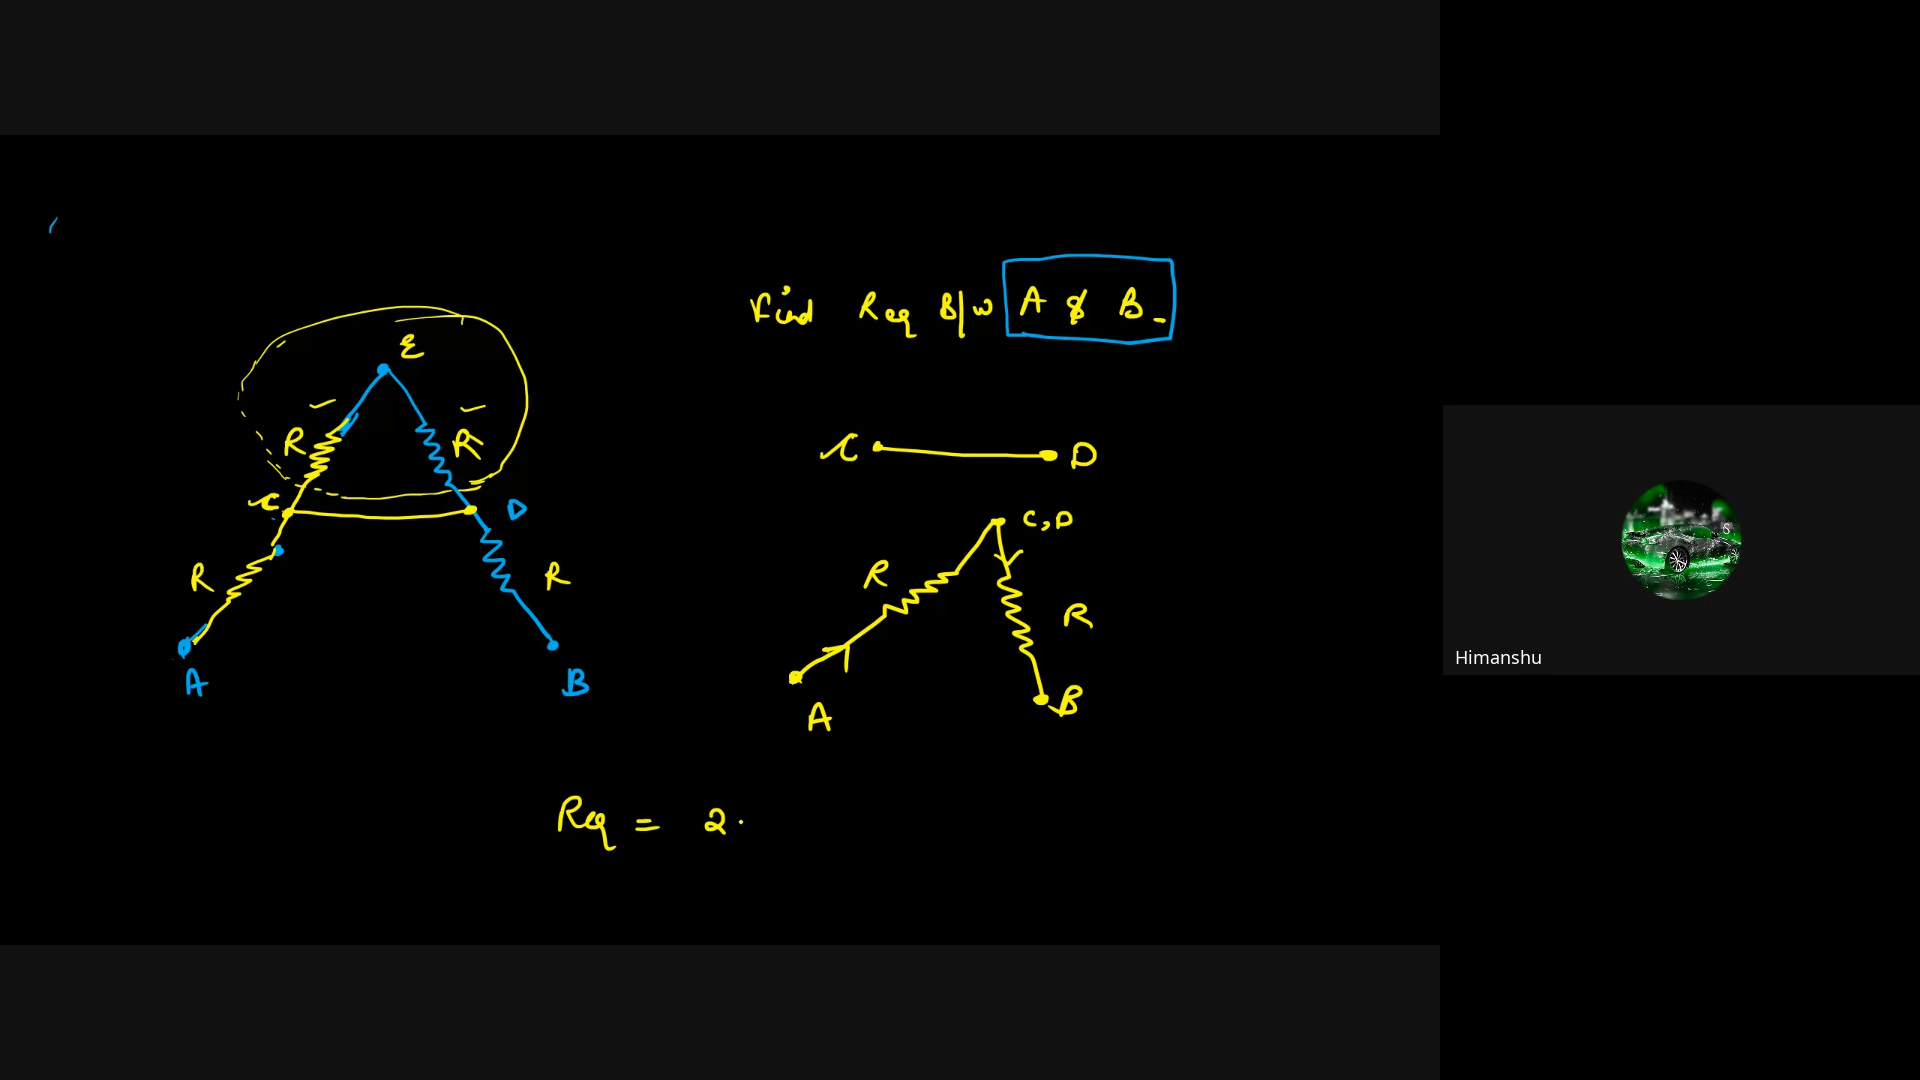 Find Req B/w A & B
E
R R
C D
R R
A B
C D
C, D
R
R
A
B
Req = 2
S
Himanshu